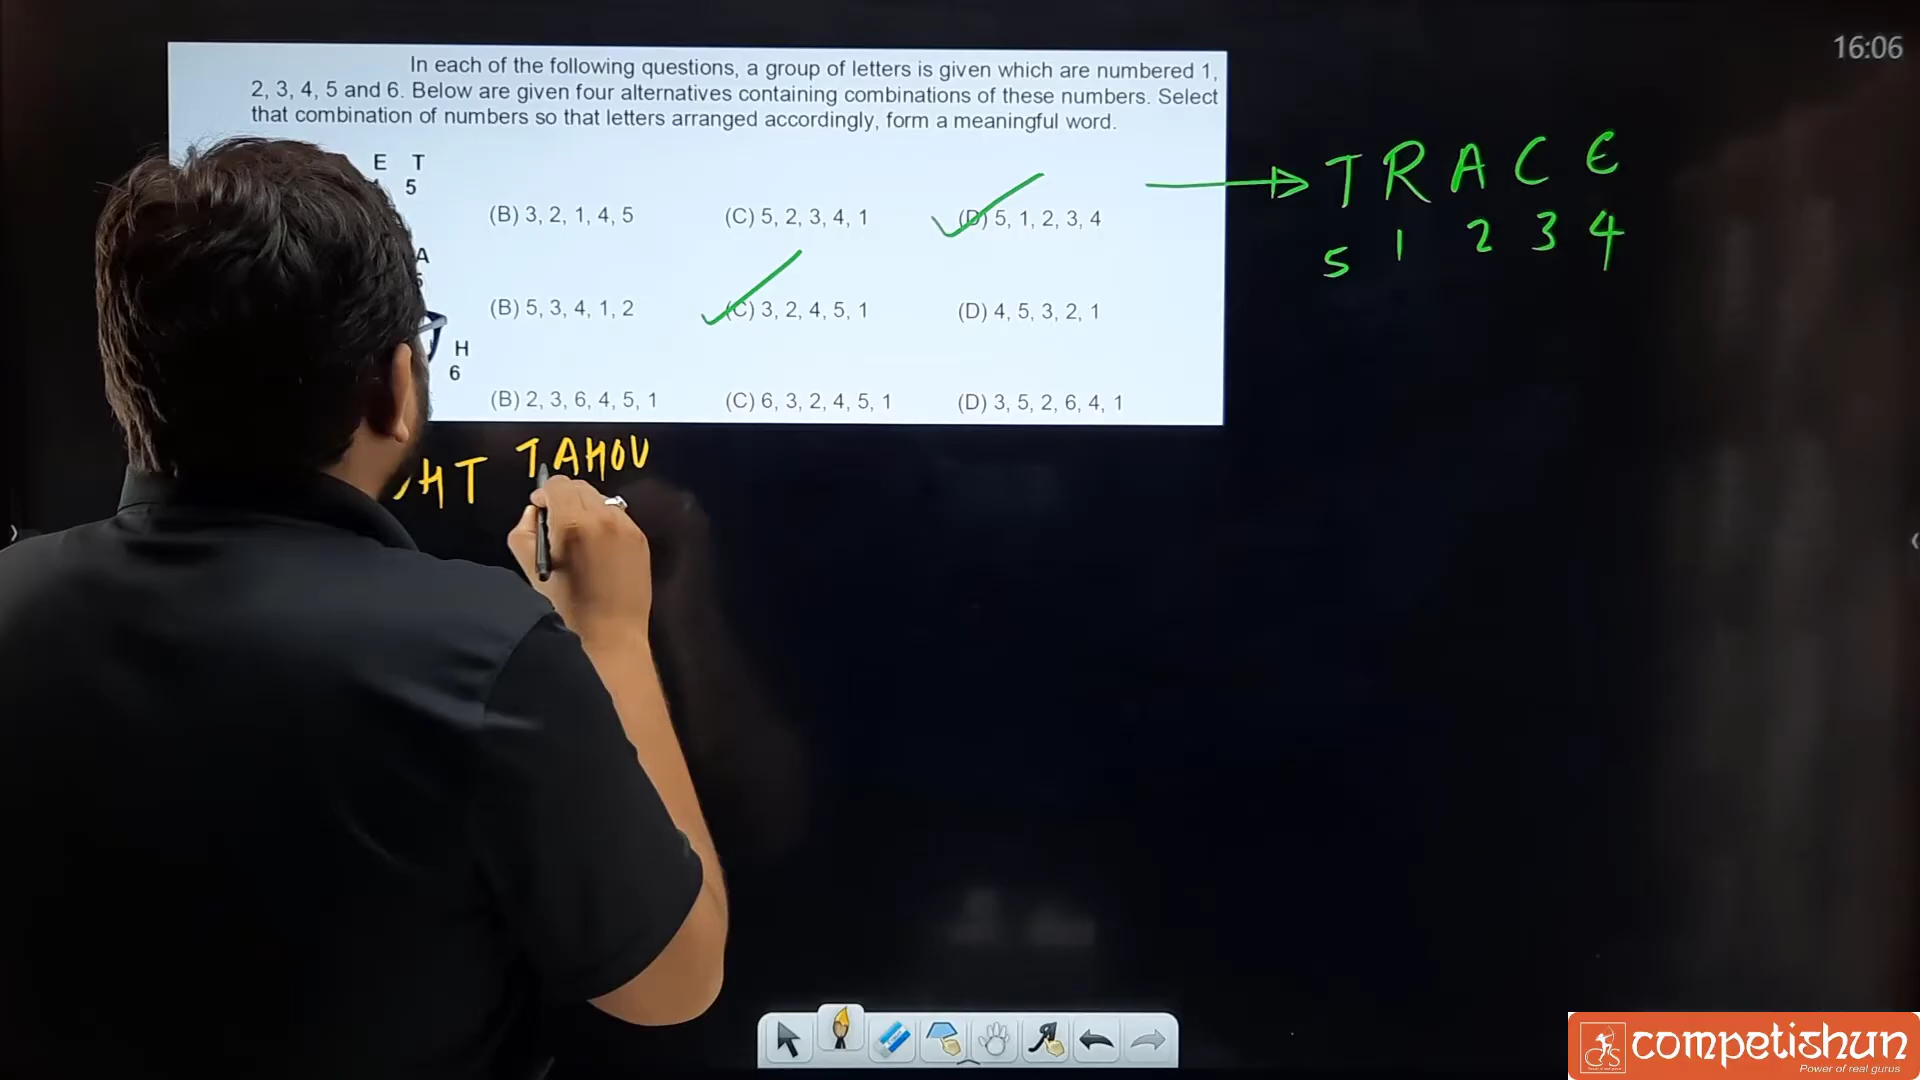 16:06
In each of the following questions, a group of letters is given which are numbered 1,
2, 3, 4, 5 and 6. Below are given four alternatives containing combinations of these numbers. Select
that combination of numbers so that letters arranged accordingly, form a meaningful word.
E T
5
(B) 3, 2, 1, 4, 5 (C) 5, 2, 3, 4, 1 (D) 5, 1, 2, 3, 4
T R A C E
5 1 2 3 4
A
(B) 5, 3, 4, 1, 2 (C) 3, 2, 4, 5, 1 (D) 4, 5, 3, 2, 1
H
6
(B) 2, 3, 6, 4, 5, 1 (C) 6, 3, 2, 4, 5, 1 (D) 3, 5, 2, 6, 4, 1
HT TAHOU
competishun
Power of real gurus